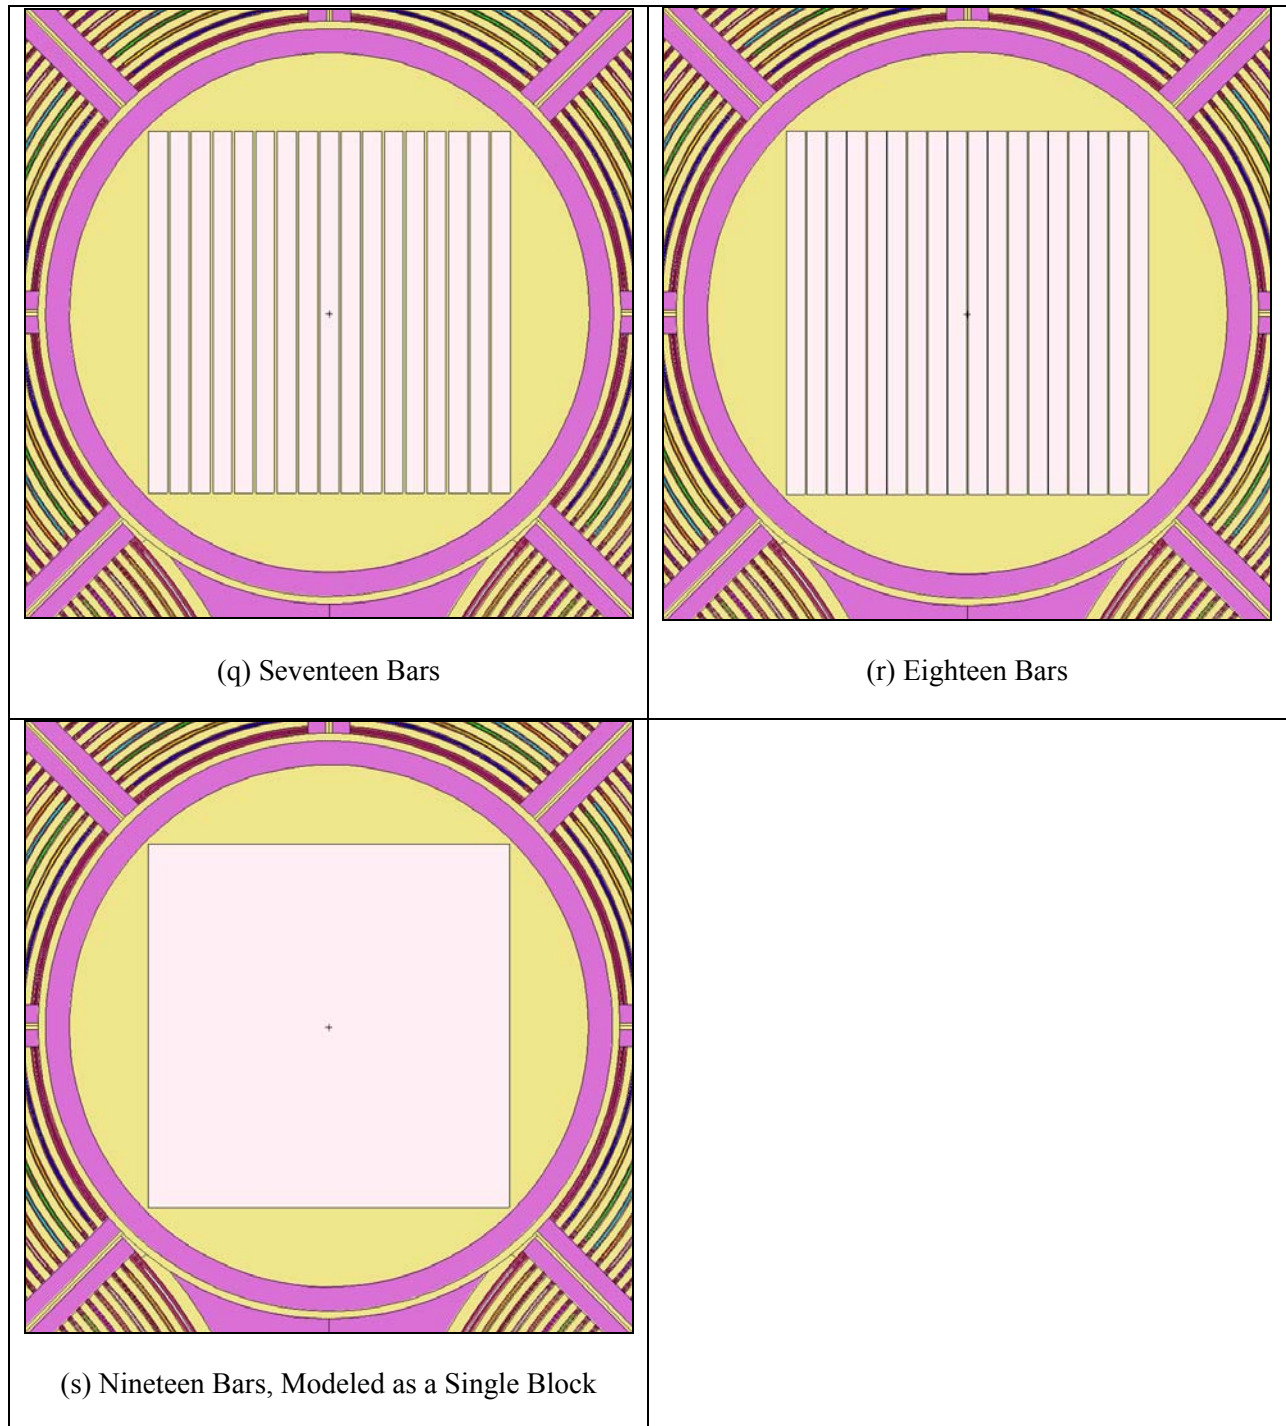 (q) Seventeen Bars
(r) Eighteen Bars
(s) Nineteen Bars, Modeled as a Single Block